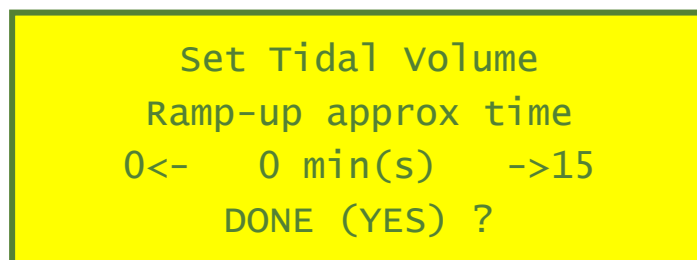 Set Tidal Volume
Ramp-up approx time
0<-   0 min(s)   ->15
DONE (YES) ?